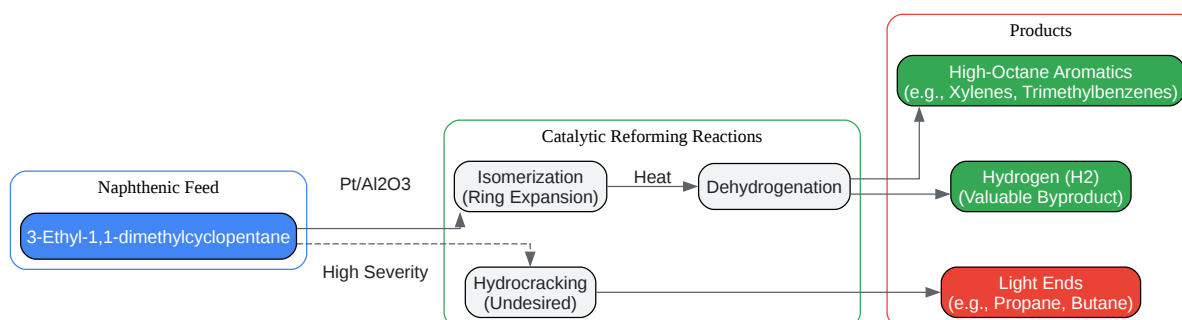 Products
High-Octane Aromatics
(e.g., Xylenes, Trimethylbenzenes)
Catalytic Reforming Reactions
Naphthenic Feed
Pt/Al2O3
Isomerization
(Ring Expansion)
Heat
Dehydrogenation
Hydrogen (H2)
(Valuable Byproduct)
3-Ethyl-1,1-dimethylcyclopentane
High Severity
Hydrocracking
(Undesired)
Light Ends
(e.g., Propane, Butane)